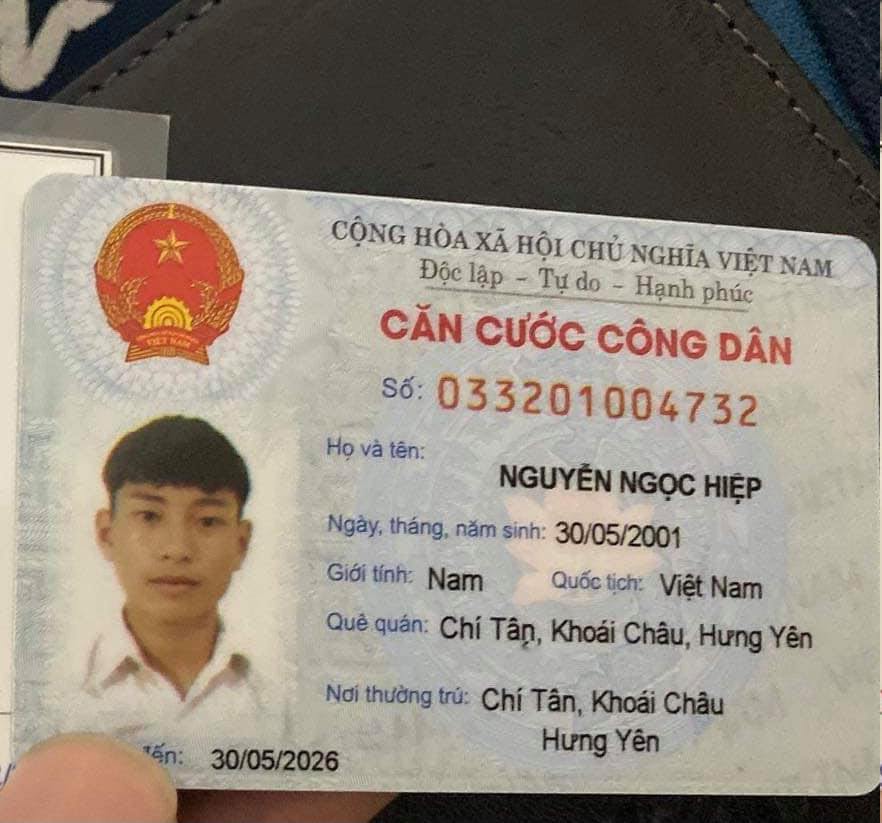 CỘNG HÒA XÃ HỘI CHỦ NGHĨA VIỆT NAM
Độc lập - Tự do - Hạnh phúc
CĂN CƯỚC CÔNG DÂN
Số: 033201004732
Họ và tên:
NGUYỄN NGỌC HIỆP
Ngày, tháng, năm sinh: 30/05/2001
Giới tính: Nam Quốc tịch: Việt Nam
Quê quán: Chí Tân, Khoái Châu, Hưng Yên
Nơi thường trú: Chí Tân, Khoái Châu
Hưng Yên
đến: 30/05/2026
VIỆT NAM